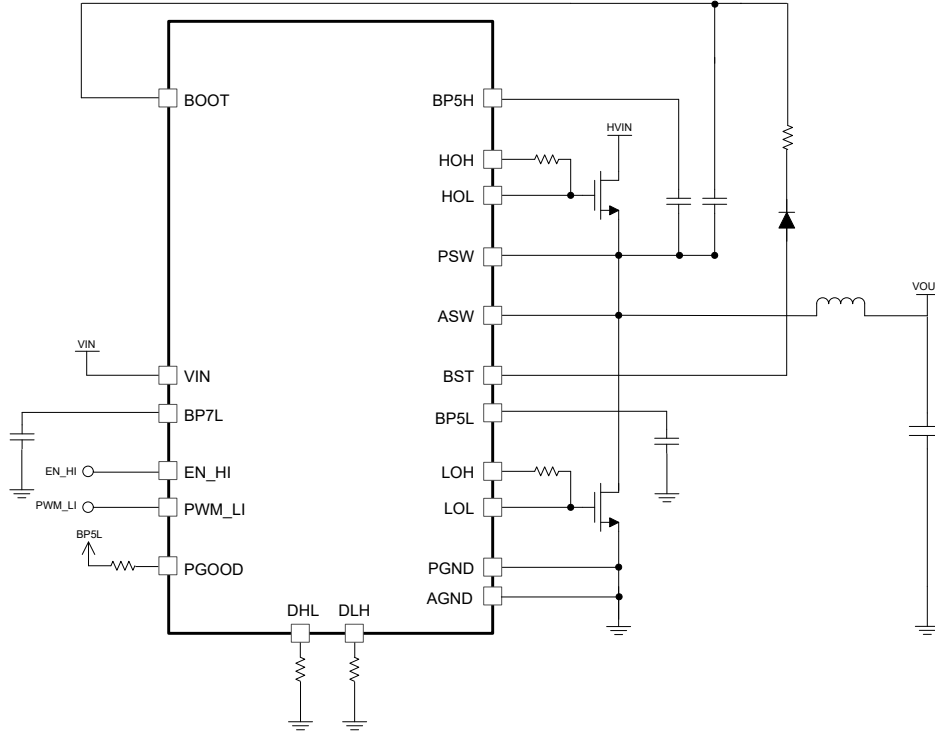 BOOT
BP5H
HVIN
HOH
HOL
PSW
ASW
VOU
VIN
VIN
BST
BP7L
BP5L
EN_HI
EN_HI
LOH
PWM_LI
PWM_LI
LOL
BP5L
PGOOD
PGND
AGND
DHL
DLH